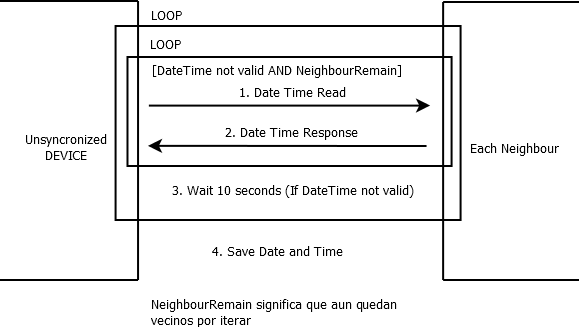 LOOP
LOOP
[DateTime not valid AND NeighbourRemain]
1. Date Time Read
2. Date Time Response
Unsyncronized
DEVICE
Each Neighbour
3. Wait 10 seconds (If DateTime not valid)
4. Save Date and Time
NeighbourRemain significa que aun quedan
vecinos por iterar